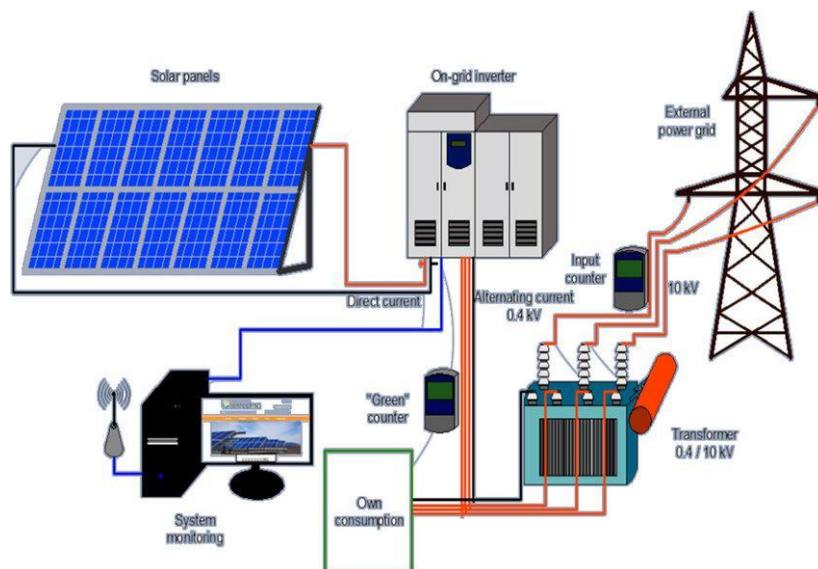 Solar panels
On-grid inverter
External
power grid
Input
counter
10 kV
Direct current
Alternating current
0.4 kV
"Green"
counter
Transformer
0.4 / 10 kV
Own
consumption
System
monitoring